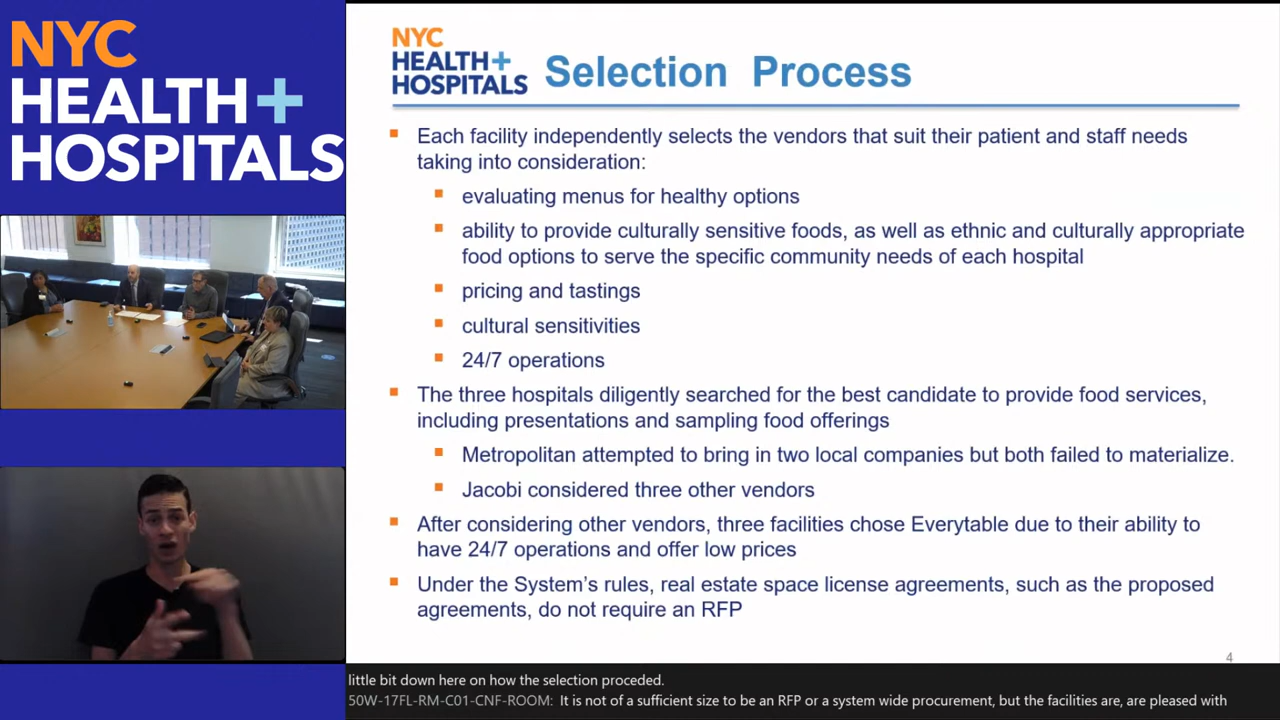 NYC
HEALTH+
HOSPITALS
NYC
HEALTH+
HOSPITALS
Selection Process
Each facility independently selects the vendors that suit their patient and staff needs
taking into consideration:
evaluating menus for healthy options
ability to provide culturally sensitive foods, as well as ethnic and culturally appropriate
food options to serve the specific community needs of each hospital
pricing and tastings
cultural sensitivities
24/7 operations
The three hospitals diligently searched for the best candidate to provide food services,
including presentations and sampling food offerings
Metropolitan attempted to bring in two local companies but both failed to materialize.
Jacobi considered three other vendors
After considering other vendors, three facilities chose Everytable due to their ability to
have 24/7 operations and offer low prices
Under the System's rules, real estate space license agreements, such as the proposed
agreements, do not require an RFP
4
little bit down here on how the selection proceded.
50W-17FL-RM-C01-CNF-ROOM: It is not of a sufficient size to be an RFP or a system wide procurement, but the facilities are, are pleased with